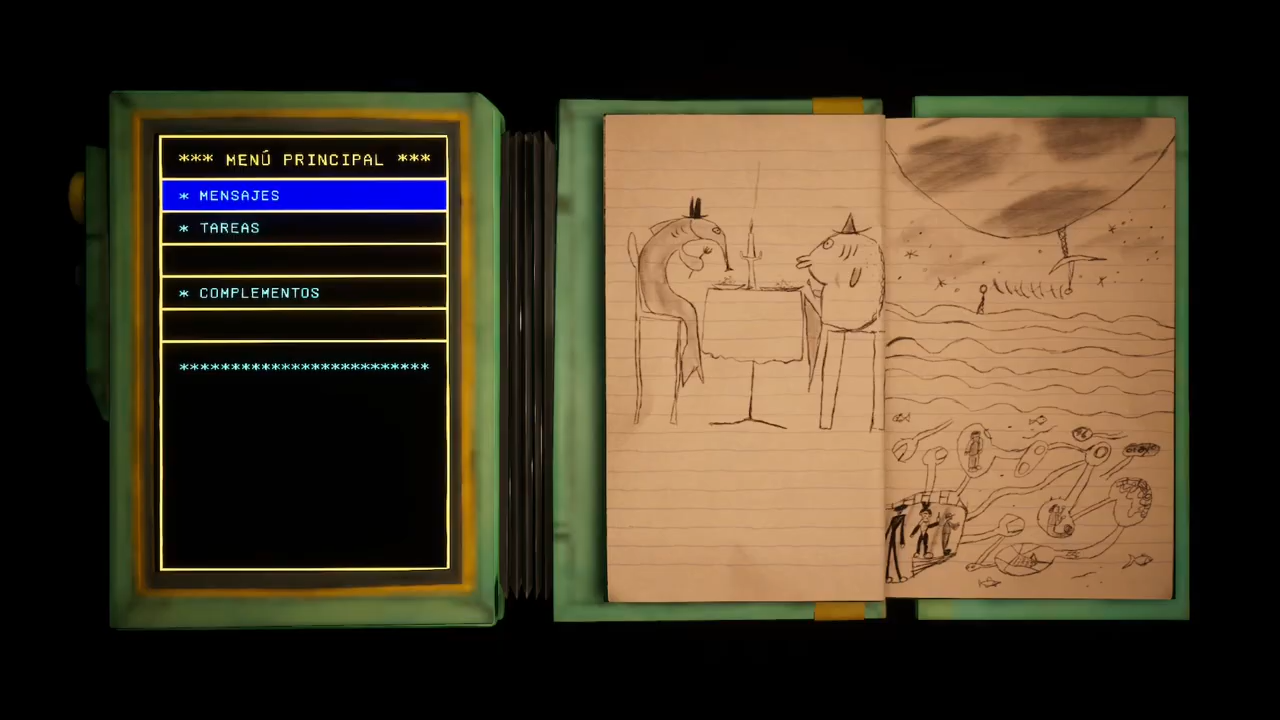 *** MENÚ PRINCIPAL ***
* MENSAJES
* TAREAS
* COMPLEMENTOS
************************